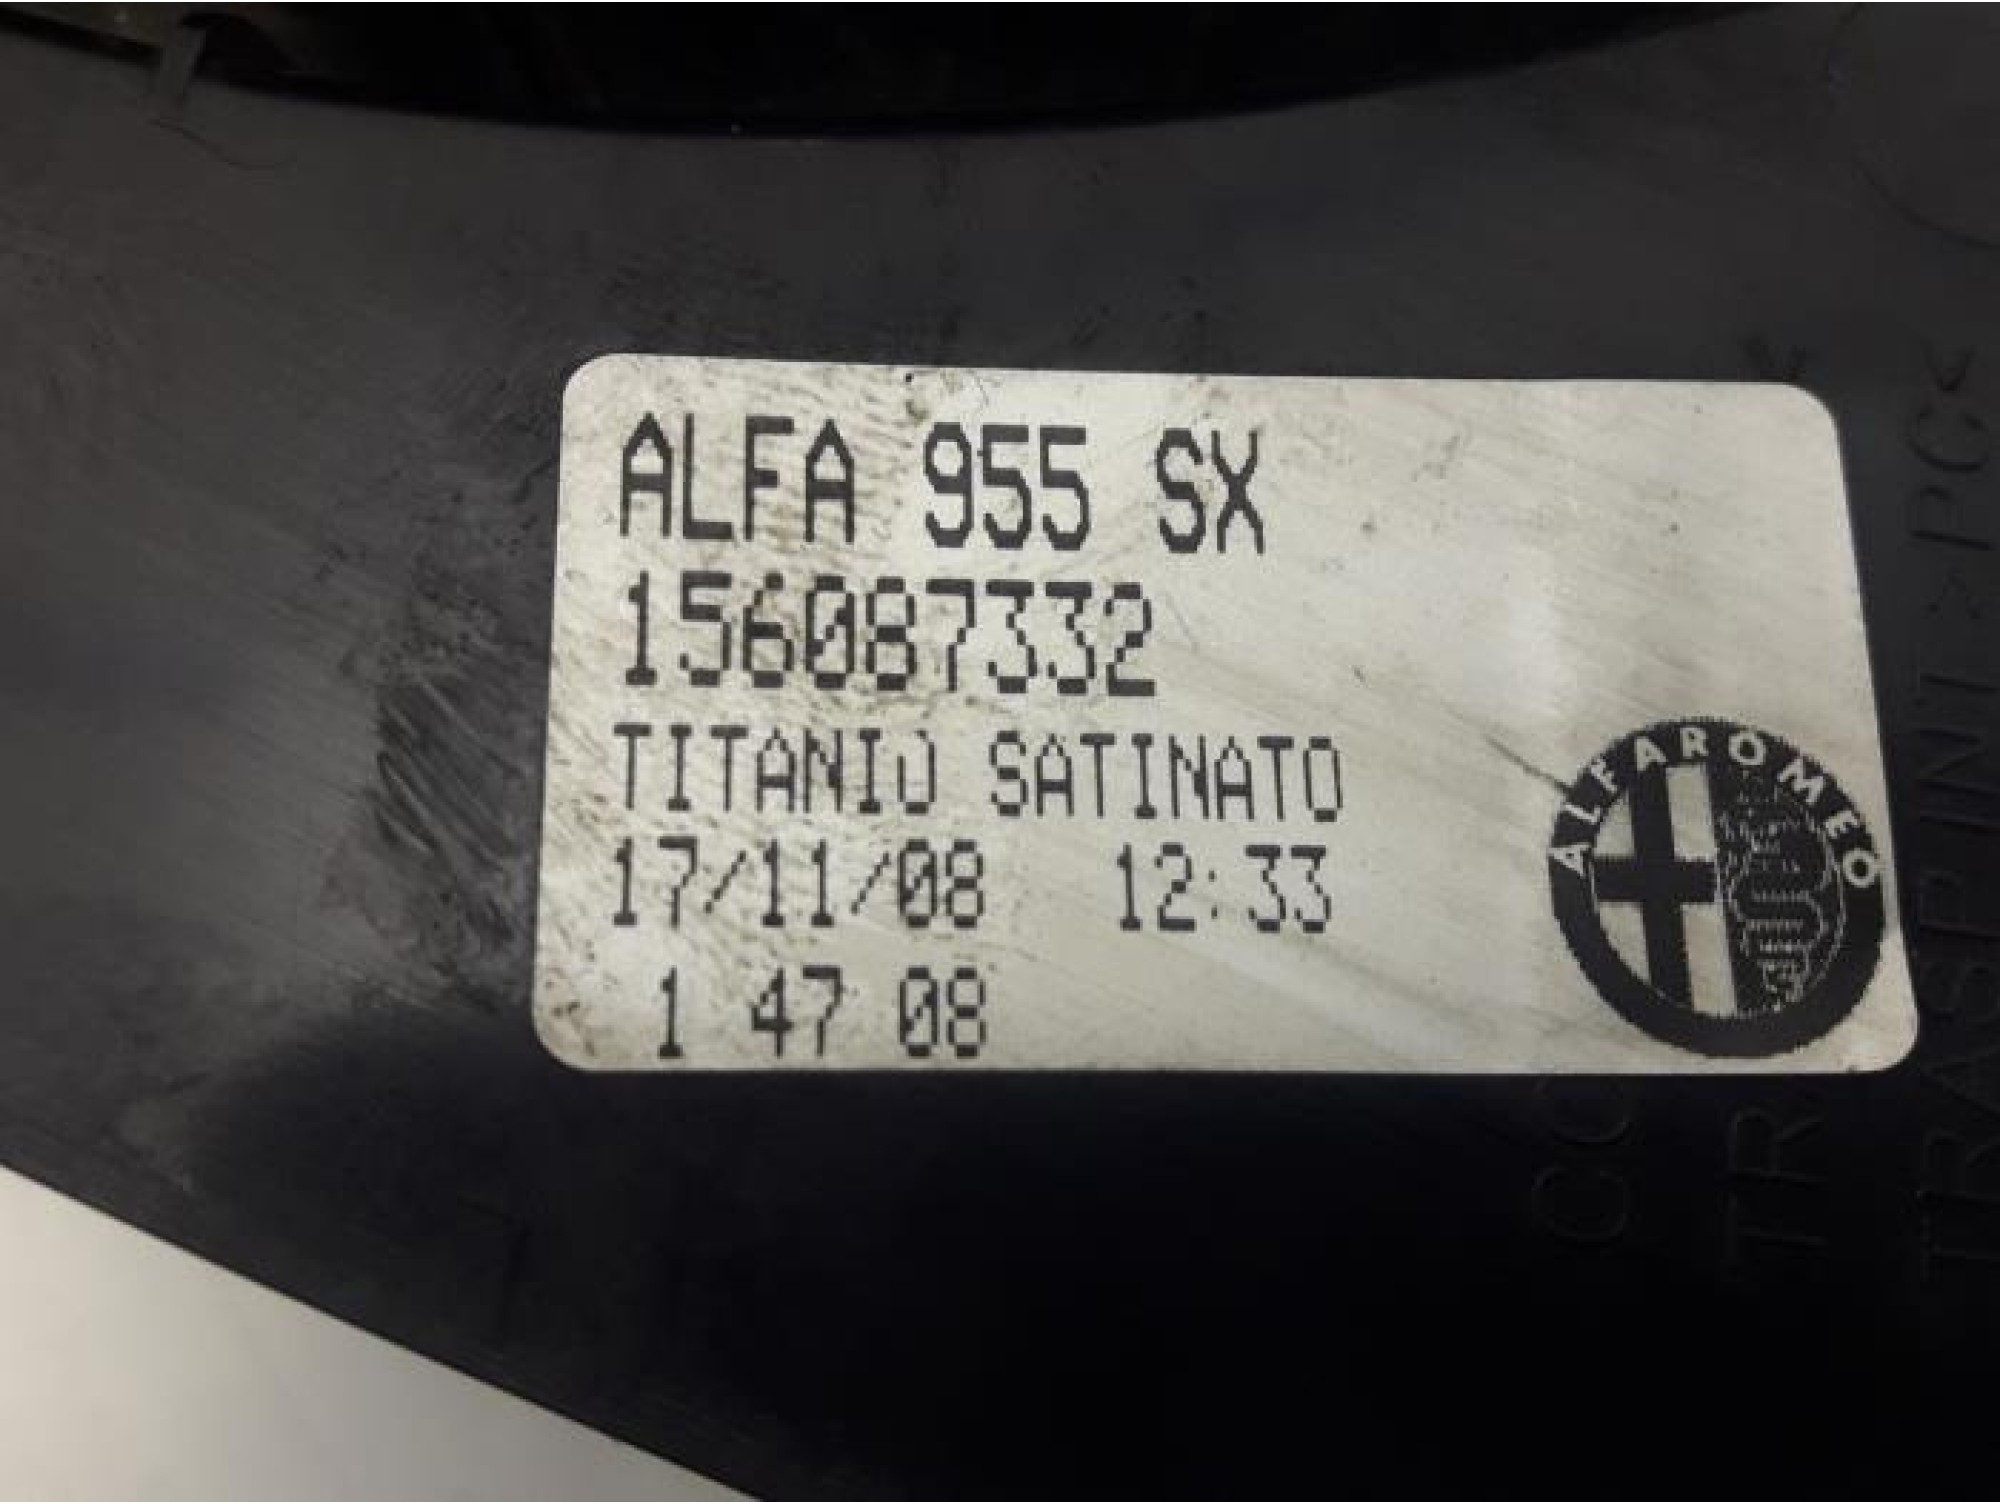 ALFA 955 SX
156087332
TITANIO SATINATO
17/11/08 12:33
1 47 08
ALFA ROMEO